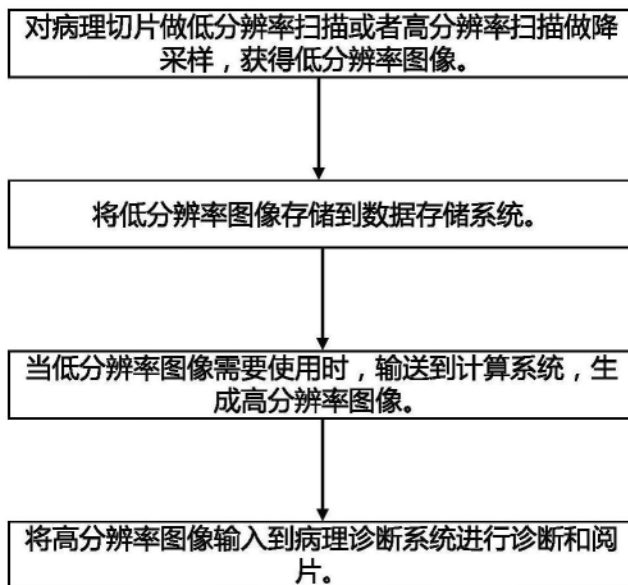 对病理切片做低分辨率扫描或者高分辨率扫描做降
采样，获得低分辨率图像。
将低分辨率图像存储到数据存储系统。
当低分辨率图像需要使用时，输送到计算系统，生
成高分辨率图像。
将高分辨率图像输入到病理诊断系统进行诊断和阅
片。